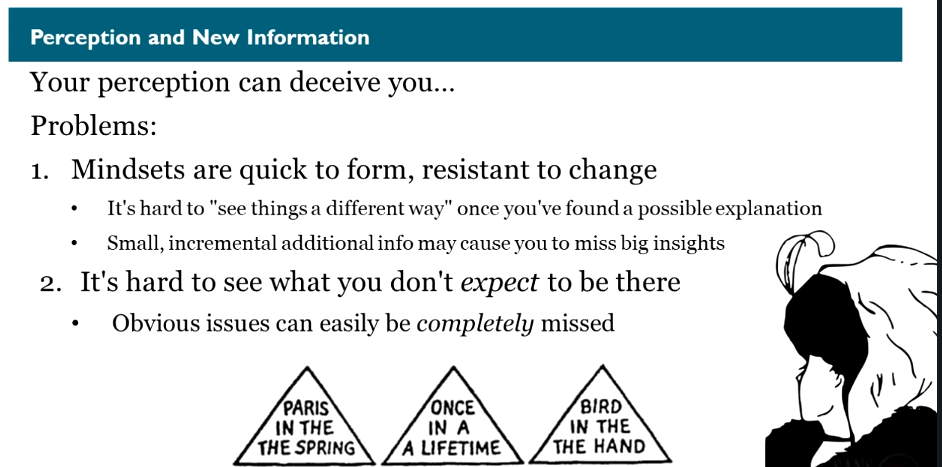 Perception and New Information
Your perception can deceive you...
Problems:
1. Mindsets are quick to form, resistant to change
• It's hard to "see things a different way" once you've found a possible explanation
• Small, incremental additional info may cause you to miss big insights
2. It's hard to see what you don't expect to be there
• Obvious issues can easily be completely missed
PARIS
IN THE
THE SPRING
ONCE
IN A
A LIFETIME
BIRD
IN THE
THE HAND